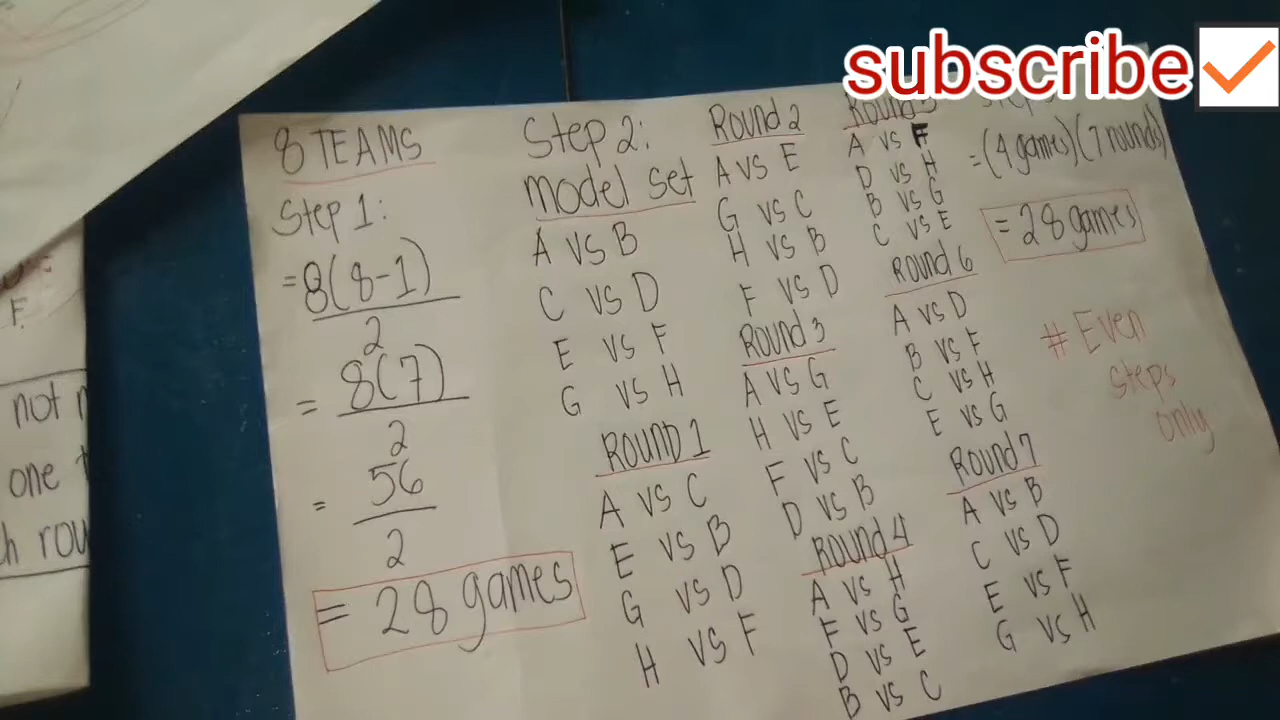 subscribe
8 TEAMS
Step 1:
= 8(8-1)
2
= 8(7)
2
= 56
2
= 28 games
Step 2:
model set
A VS B
C VS D
E VS F
G VS H
ROUND 1
A VS C
E VS B
G VS D
H VS F
Round 2
A VS E
G VS C
H VS B
F VS D
Round 3
A VS G
H VS E
F VS C
D VS B
Round 4
A VS H
F VS G
D VS E
B VS C
Round
A VS F
D VS H
B VS G
C VS E
Round 6
A VS D
B VS F
C VS H
E VS G
Round 7
A VS B
C VS D
E VS F
G VS H
= (4 games)(7 rounds)
= 28 games
# Even
steps
only
F.
not
one